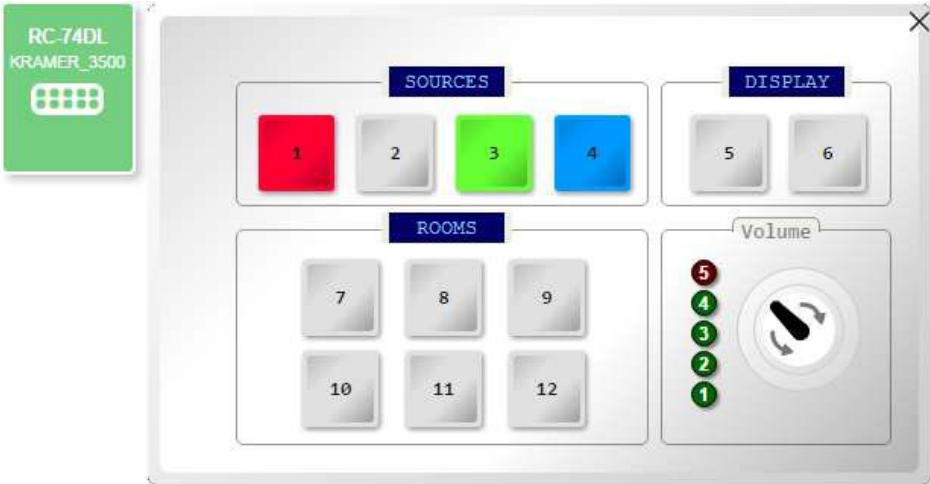 RC-74DL
KRAMER_3500
SOURCES
1 2 3 4
DISPLAY
5 6
ROOMS
7 8 9
10 11 12
Volume
5
4
3
2
1